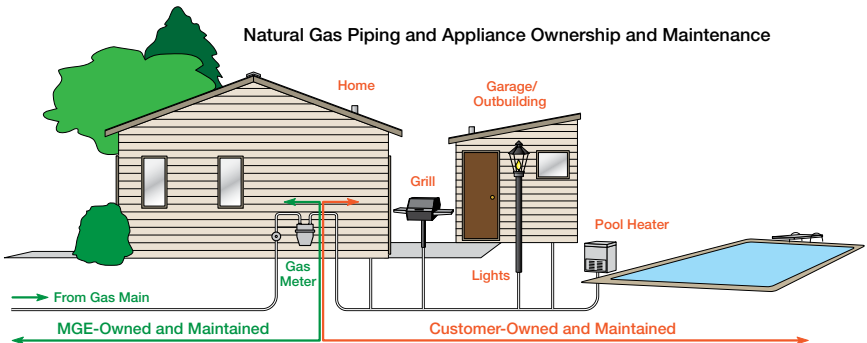 Natural Gas Piping and Appliance Ownership and Maintenance
Home
Garage/
Outbuilding
Grill
Pool Heater
Gas
Meter
Lights
From Gas Main
MGE-Owned and Maintained
Customer-Owned and Maintained